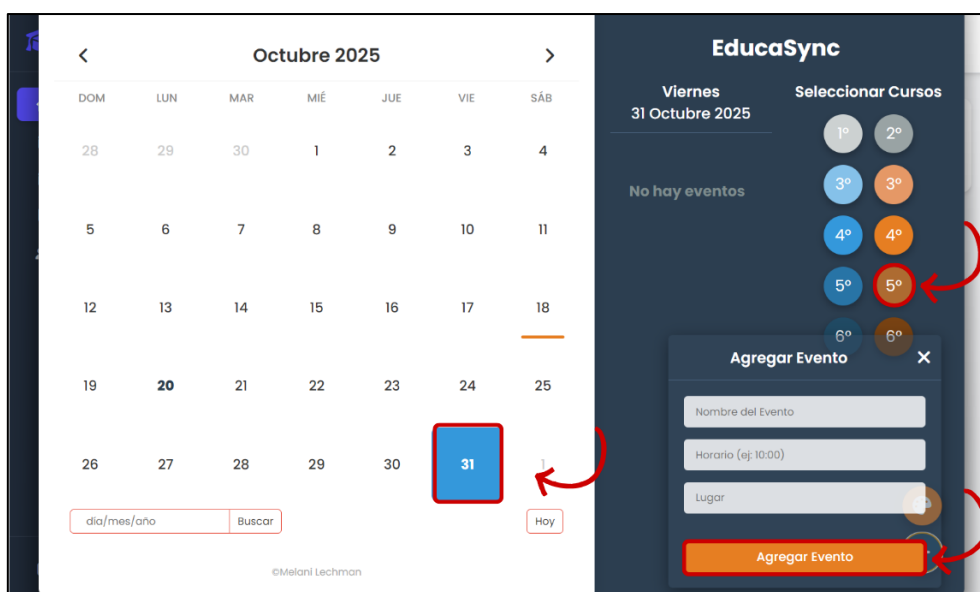 Octubre 2025
DOM LUN MAR MIÉ JUE VIE SÁB
28 29 30 1 2 3 4
5 6 7 8 9 10 11
12 13 14 15 16 17 18
19 20 21 22 23 24 25
26 27 28 29 30 31 1
día/mes/año Buscar Hoy
©Melani Lechman
EducaSync
Viernes
31 Octubre 2025
No hay eventos
Seleccionar Cursos
1º 2º
3º 3º
4º 4º
5º 5º
6º 6º
Agregar Evento
Nombre del Evento
Horario (ej: 10:00)
Lugar
Agregar Evento